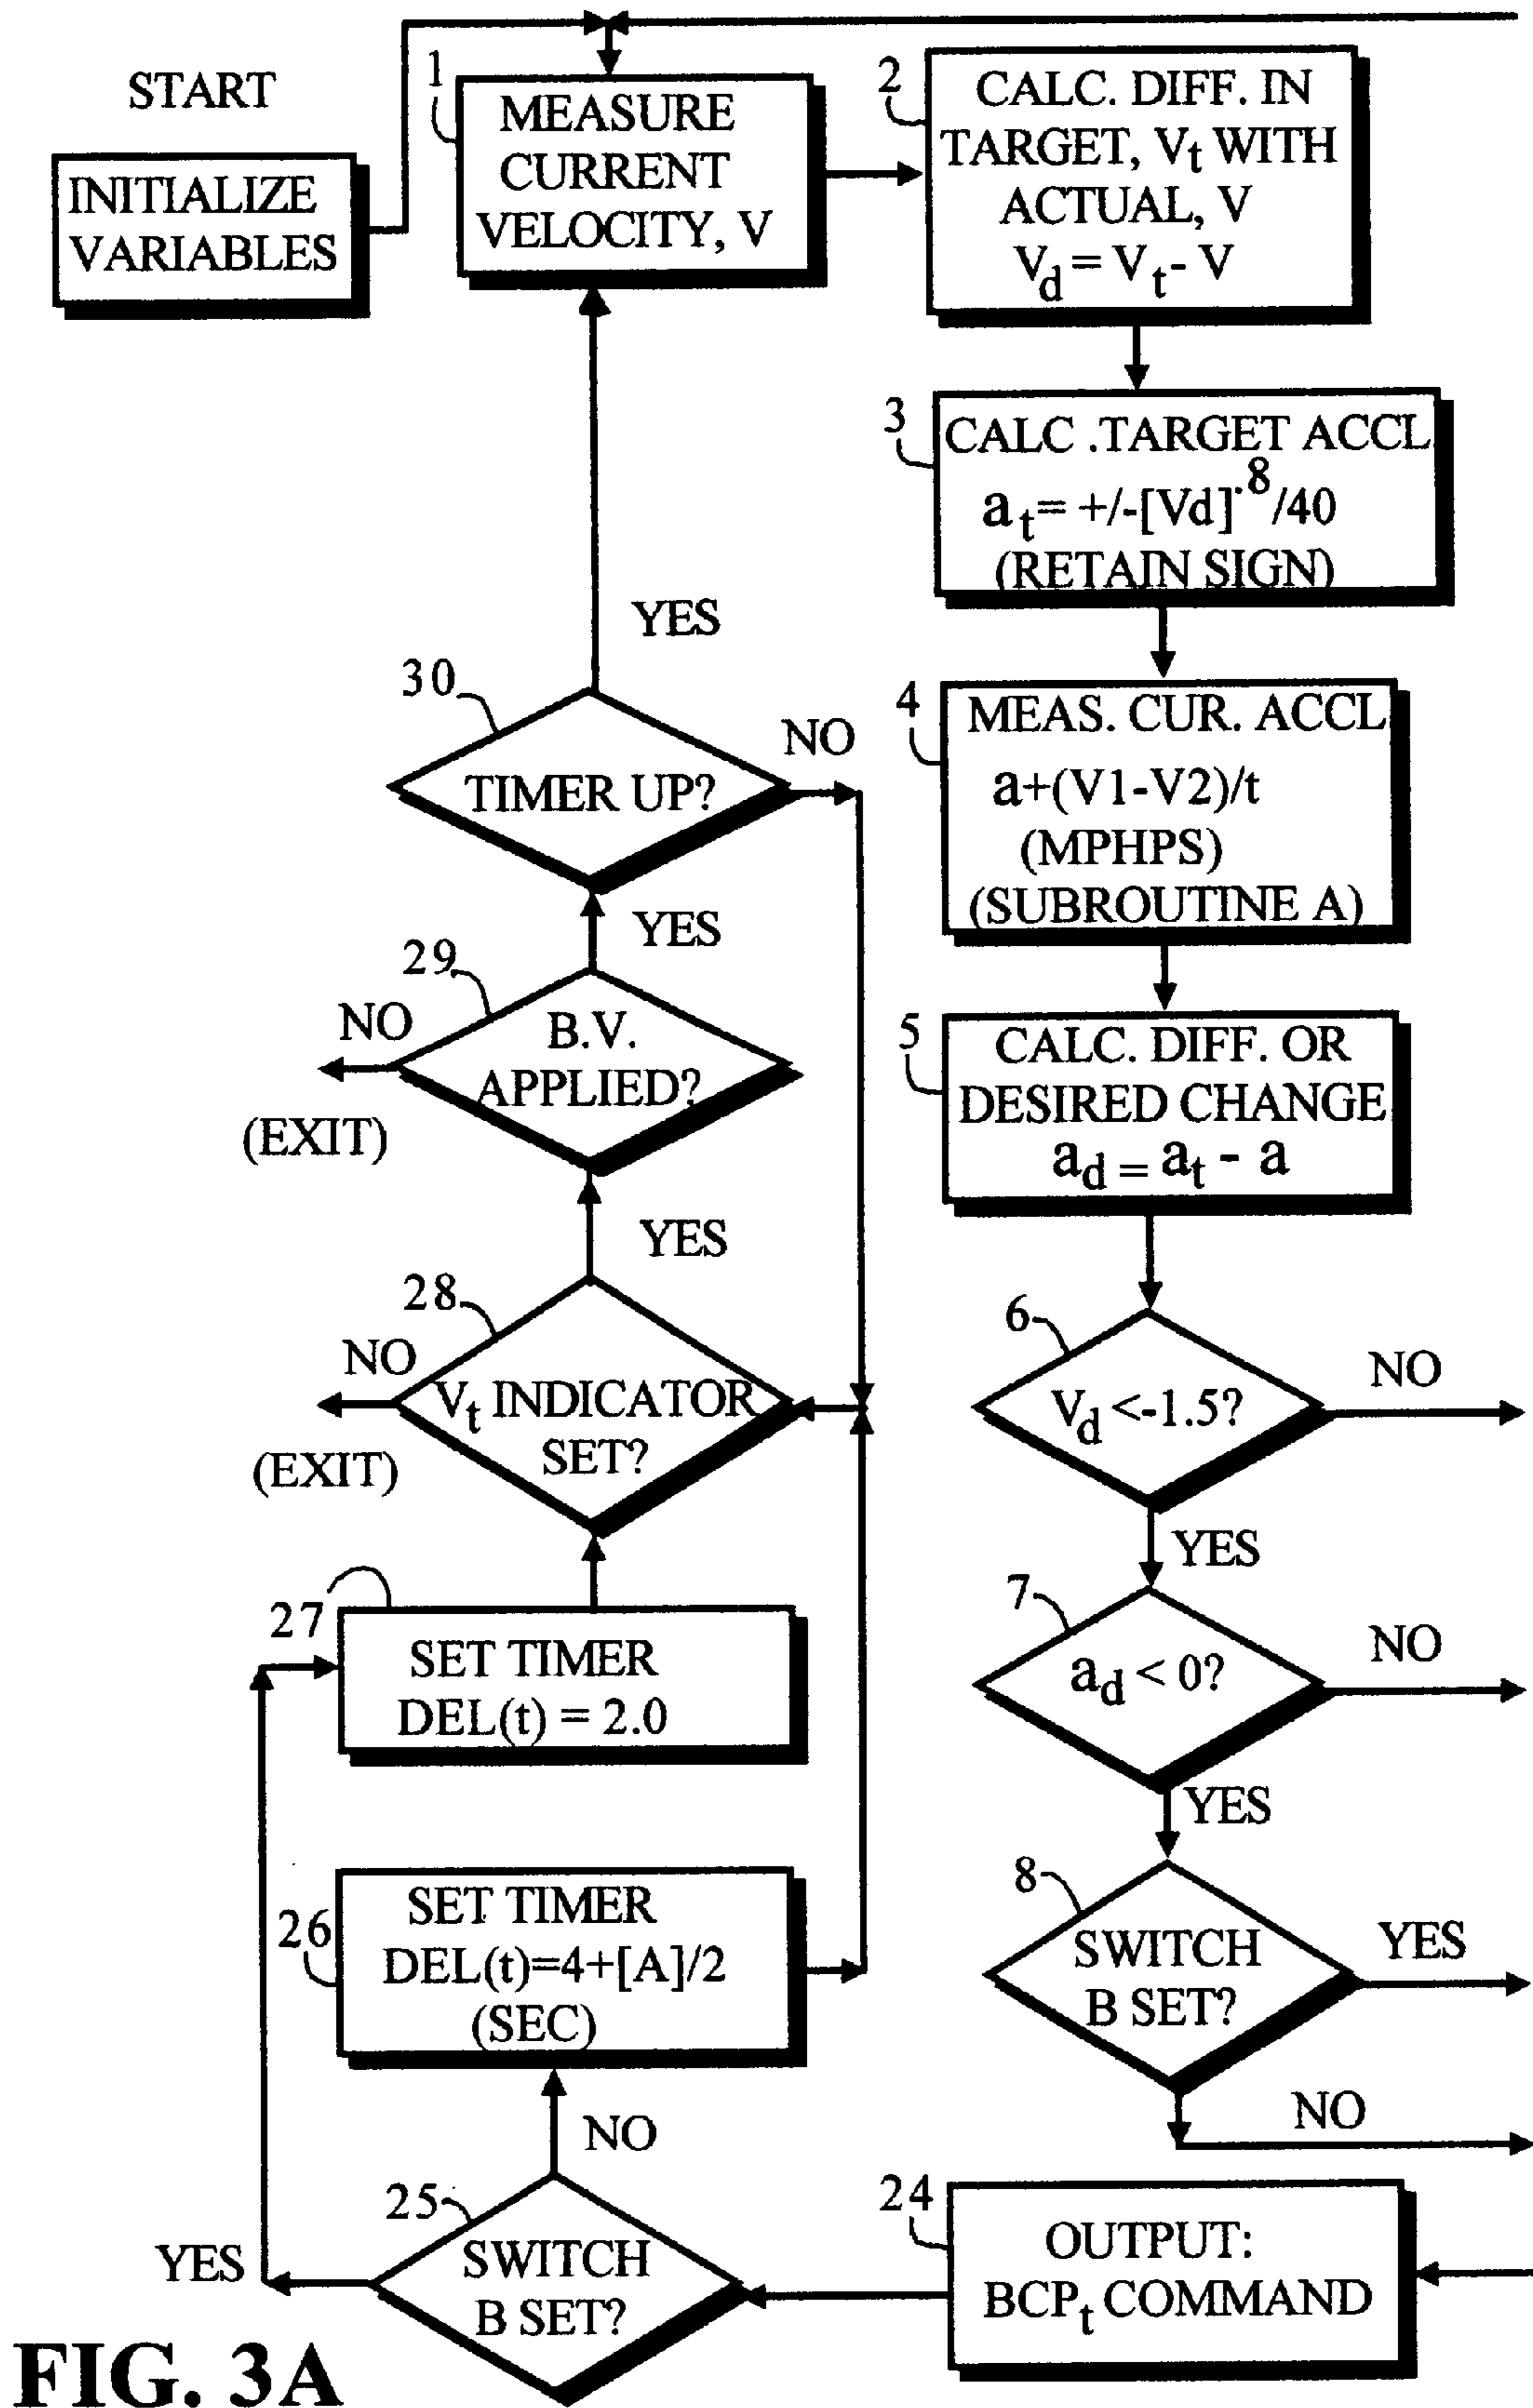 START
INITIALIZE
VARIABLES
1
MEASURE
CURRENT
VELOCITY, V
2
CALC. DIFF. IN
TARGET, Vt WITH
ACTUAL, V
Vd = Vt - V
3
CALC .TARGET ACCL
at = +/-[Vd]^.8/40
(RETAIN SIGN)
4
MEAS. CUR. ACCL
a+(V1-V2)/t
(MPHPS)
(SUBROUTINE A)
5
CALC. DIFF. OR
DESIRED CHANGE
ad = at - a
6
Vd <-1.5?
NO
YES
7
ad < 0?
NO
YES
8
SWITCH
B SET?
YES
NO
24
OUTPUT:
BCPt COMMAND
25
SWITCH
B SET?
YES
NO
26
SET TIMER
DEL(t)=4+[A]/2
(SEC)
27
SET TIMER
DEL(t) = 2.0
28
Vt INDICATOR
SET?
NO
(EXIT)
YES
29
B.V.
APPLIED?
NO
(EXIT)
YES
30
TIMER UP?
NO
YES
FIG. 3A